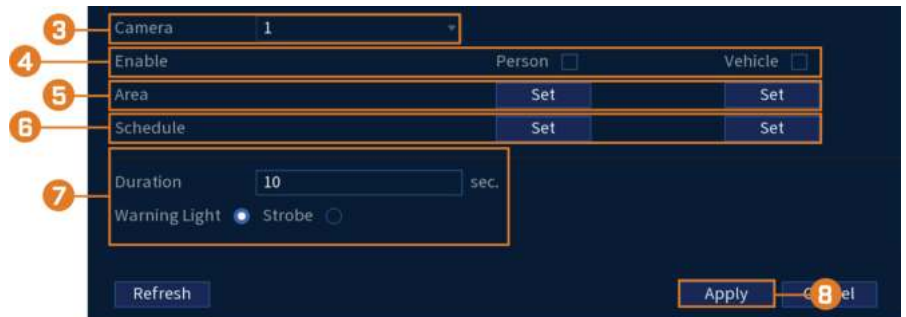 3 Camera 1
4 Enable Person Vehicle
5 Area Set Set
6 Schedule Set Set
7 Duration 10 sec.
Warning Light Strobe
Refresh Apply 8 el